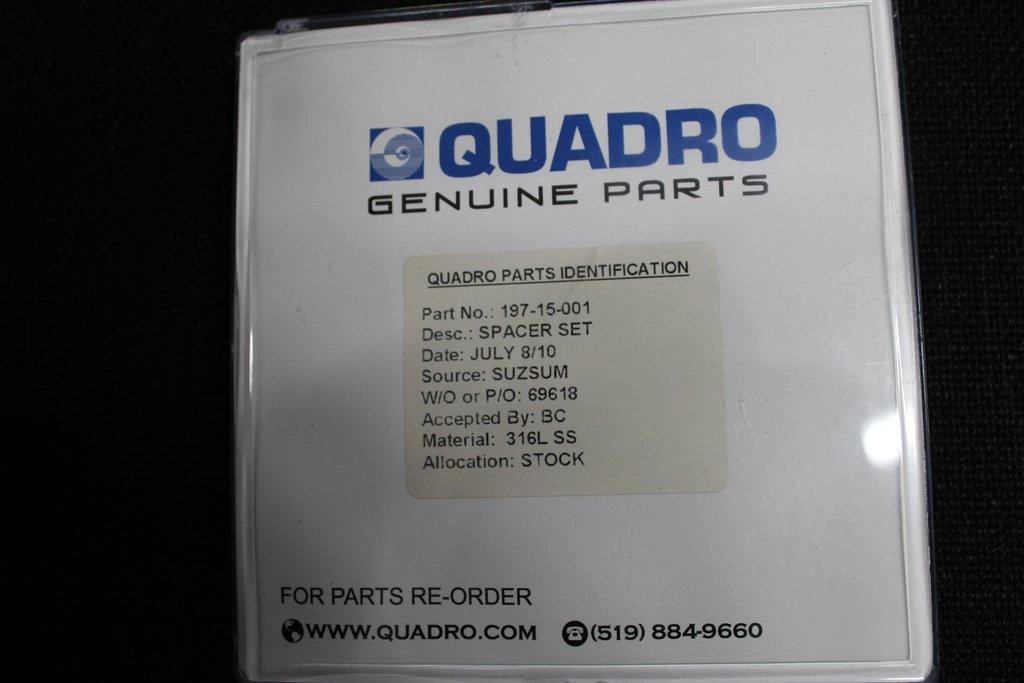 QUADRO
GENUINE PARTS
QUADRO PARTS IDENTIFICATION
Part No.: 197-15-001
Desc.: SPACER SET
Date: JULY 8/10
Source: SUZSUM
W/O or P/O: 69618
Accepted By: BC
Material: 316L SS
Allocation: STOCK
FOR PARTS RE-ORDER
WWW.QUADRO.COM (519) 884-9660